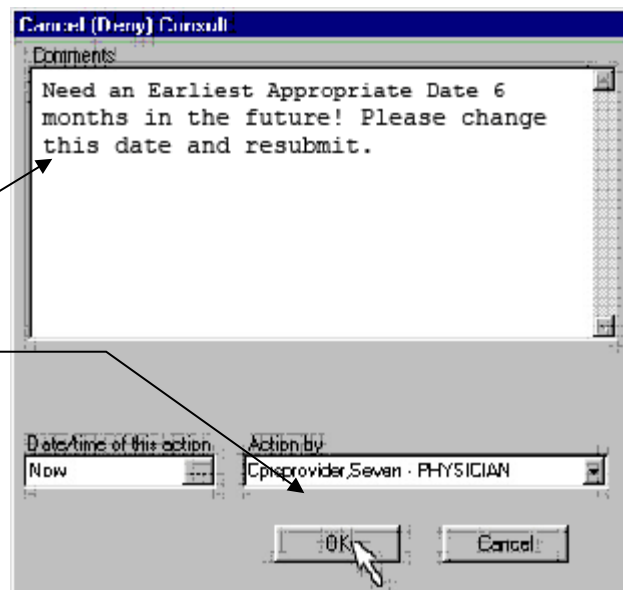 Cancel (Deny) Consult
Comments
Need an Earliest Appropriate Date 6
months in the future! Please change
this date and resubmit.
Date/time of this action
Action by
Now
...
Cprsprovider,Seven - PHYSICIAN
OK
Cancel